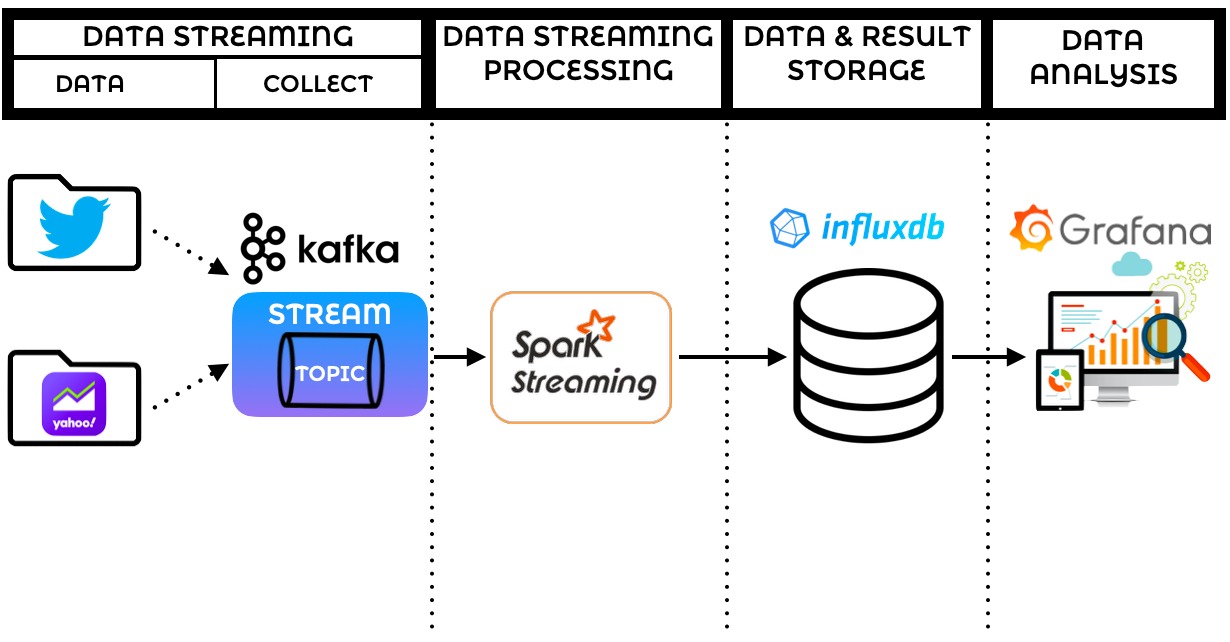 DATA STREAMING
DATA
COLLECT
DATA STREAMING
PROCESSING
DATA & RESULT
STORAGE
DATA
ANALYSIS
kafka
STREAM
TOPIC
yahoo!
Spark
Streaming
influxdb
Grafana